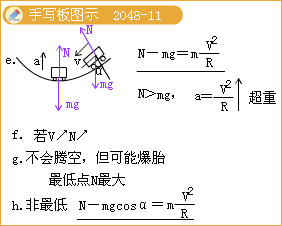 手写板图示 2048-11
e. a N v N α mg mg
N－mg＝m V²/R
N>mg， a＝V²/R 超重
f. 若V↗N↗
g.不会腾空，但可能爆胎
最低点N最大
h.非最低 N－mgcosα＝m V²/R